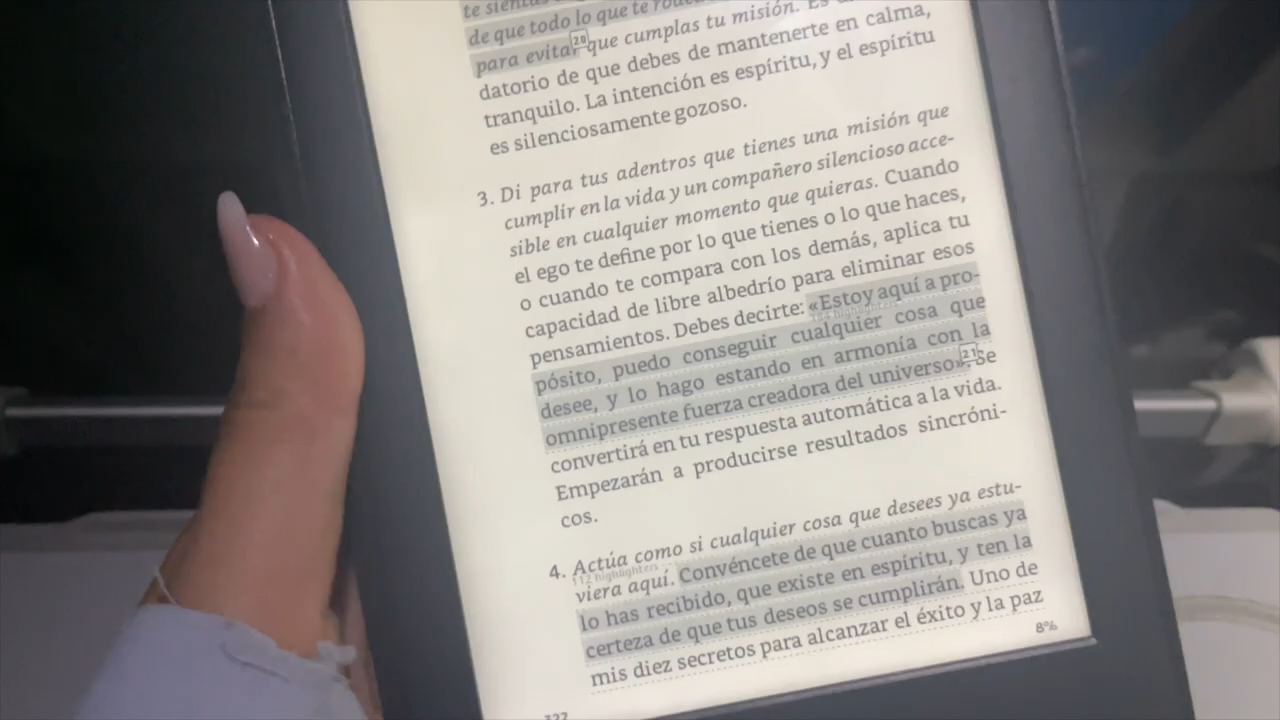 te sientas
de que todo lo que te
para evitar que cumplas tu misión. Es
20
datorio de que debes de mantenerte en calma,
tranquilo. La intención es espíritu, y el espíritu
es silenciosamente gozoso.
3. Di para tus adentros que tienes una misión que
cumplir en la vida y un compañero silencioso acce-
sible en cualquier momento que quieras. Cuando
el ego te define por lo que tienes o lo que haces,
o cuando te compara con los demás, aplica tu
capacidad de libre albedrío para eliminar esos
pensamientos. Debes decirte: «Estoy aquí a pro-
highlighters
pósito, puedo conseguir cualquier cosa que
desee, y lo hago estando en armonía con la
omnipresente fuerza creadora del universo». Se
21
convertirá en tu respuesta automática a la vida.
Empezarán a producirse resultados sincróni-
cos.
4. Actúa como si cualquier cosa que desees ya estu-
112 highlighters
viera aquí. Convéncete de que cuanto buscas ya
lo has recibido, que existe en espíritu, y ten la
certeza de que tus deseos se cumplirán. Uno de
mis diez secretos para alcanzar el éxito y la paz
8%